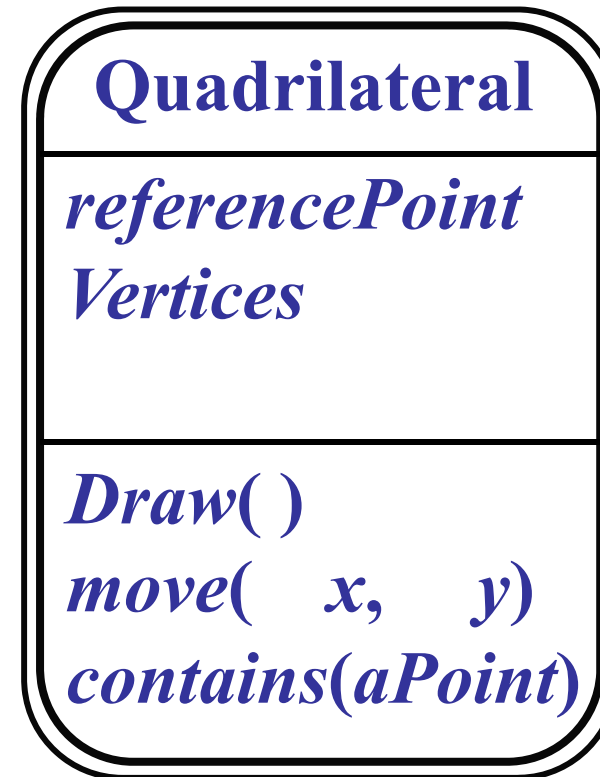 Quadrilateral
referencePoint
Vertices
Draw( )
move( x, y)
contains(aPoint)